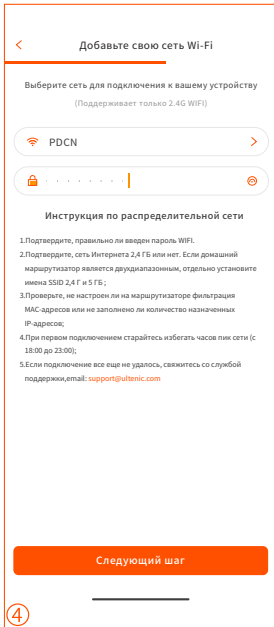 Добавьте свою сеть Wi-Fi
Выберите сеть для подключения к вашему устройству
(Поддерживает только 2.4G WIFI)
PDCN
Инструкция по распределительной сети
1.Подтвердите, правильно ли введен пароль WIFI.
2.Подтвердите, сеть Интернета 2,4 ГБ или нет. Если домашний
маршрутизатор является двухдиапазонным, отдельно установите
имена SSID 2,4 Г и 5 ГБ ;
3.Проверьте, не настроен ли на маршрутизаторе фильтрация
MAC-адресов или не заполнено ли количество назначенных
IP-адресов;
4.При первом подключении старайтесь избегать часов пик сети (с
18:00 до 23:00);
5.Если подключение все еще не удалось, свяжитесь со службой
поддержки,email: support@ultenic.com
Следующий шаг
4